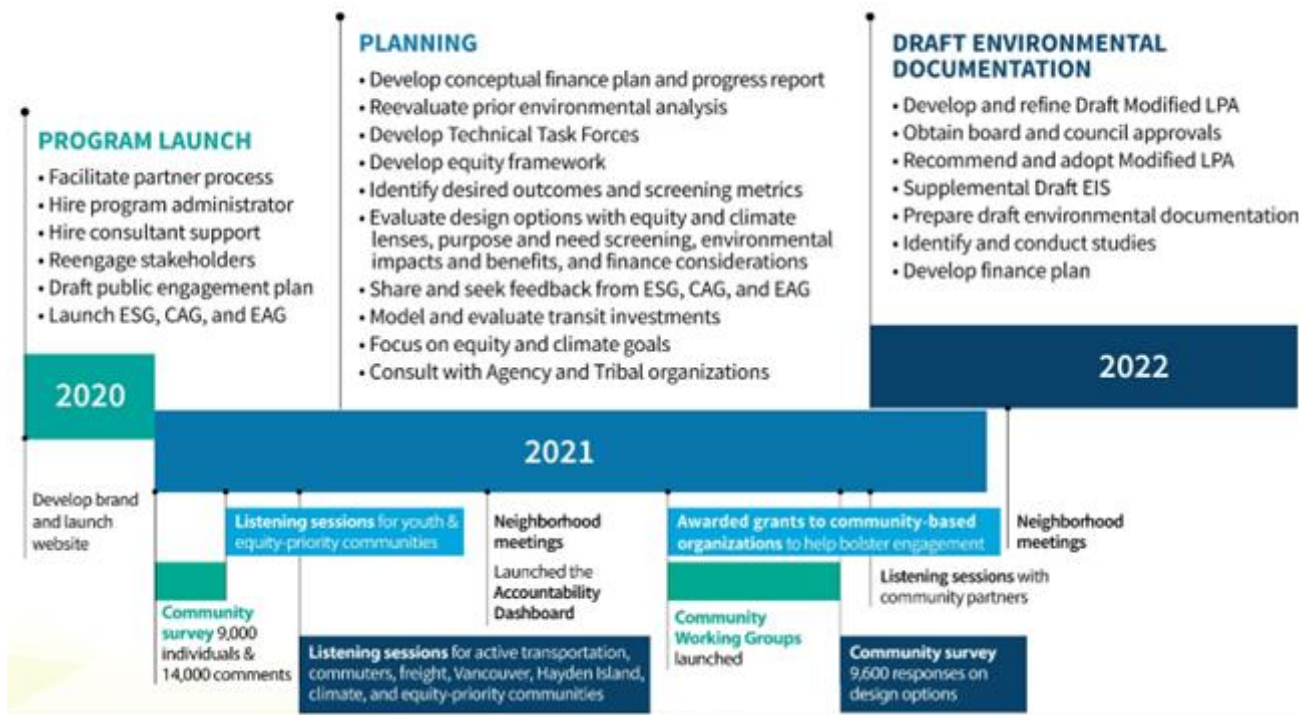 PROGRAM LAUNCH
• Facilitate partner process
• Hire program administrator
• Hire consultant support
• Reengage stakeholders
• Draft public engagement plan
• Launch ESG, CAG, and EAG
PLANNING
• Develop conceptual finance plan and progress report
• Reevaluate prior environmental analysis
• Develop Technical Task Forces
• Develop equity framework
• Identify desired outcomes and screening metrics
• Evaluate design options with equity and climate
lenses, purpose and need screening, environmental
impacts and benefits, and finance considerations
• Share and seek feedback from ESG, CAG, and EAG
• Model and evaluate transit investments
• Focus on equity and climate goals
• Consult with Agency and Tribal organizations
DRAFT ENVIRONMENTAL
DOCUMENTATION
• Develop and refine Draft Modified LPA
• Obtain board and council approvals
• Recommend and adopt Modified LPA
• Supplemental Draft EIS
• Prepare draft environmental documentation
• Identify and conduct studies
• Develop finance plan
2020
2021
2022
Develop brand
and launch
website
Community
survey 9,000
individuals &
14,000 comments
Listening sessions for youth &
equity-priority communities
Listening sessions for active transportation,
commuters, freight, Vancouver, Hayden Island,
climate, and equity-priority communities
Neighborhood
meetings
Launched the
Accountability
Dashboard
Awarded grants to community-based
organizations to help bolster engagement
Community
Working Groups
launched
Community survey
9,600 responses on
design options
Listening sessions with
community partners
Neighborhood
meetings